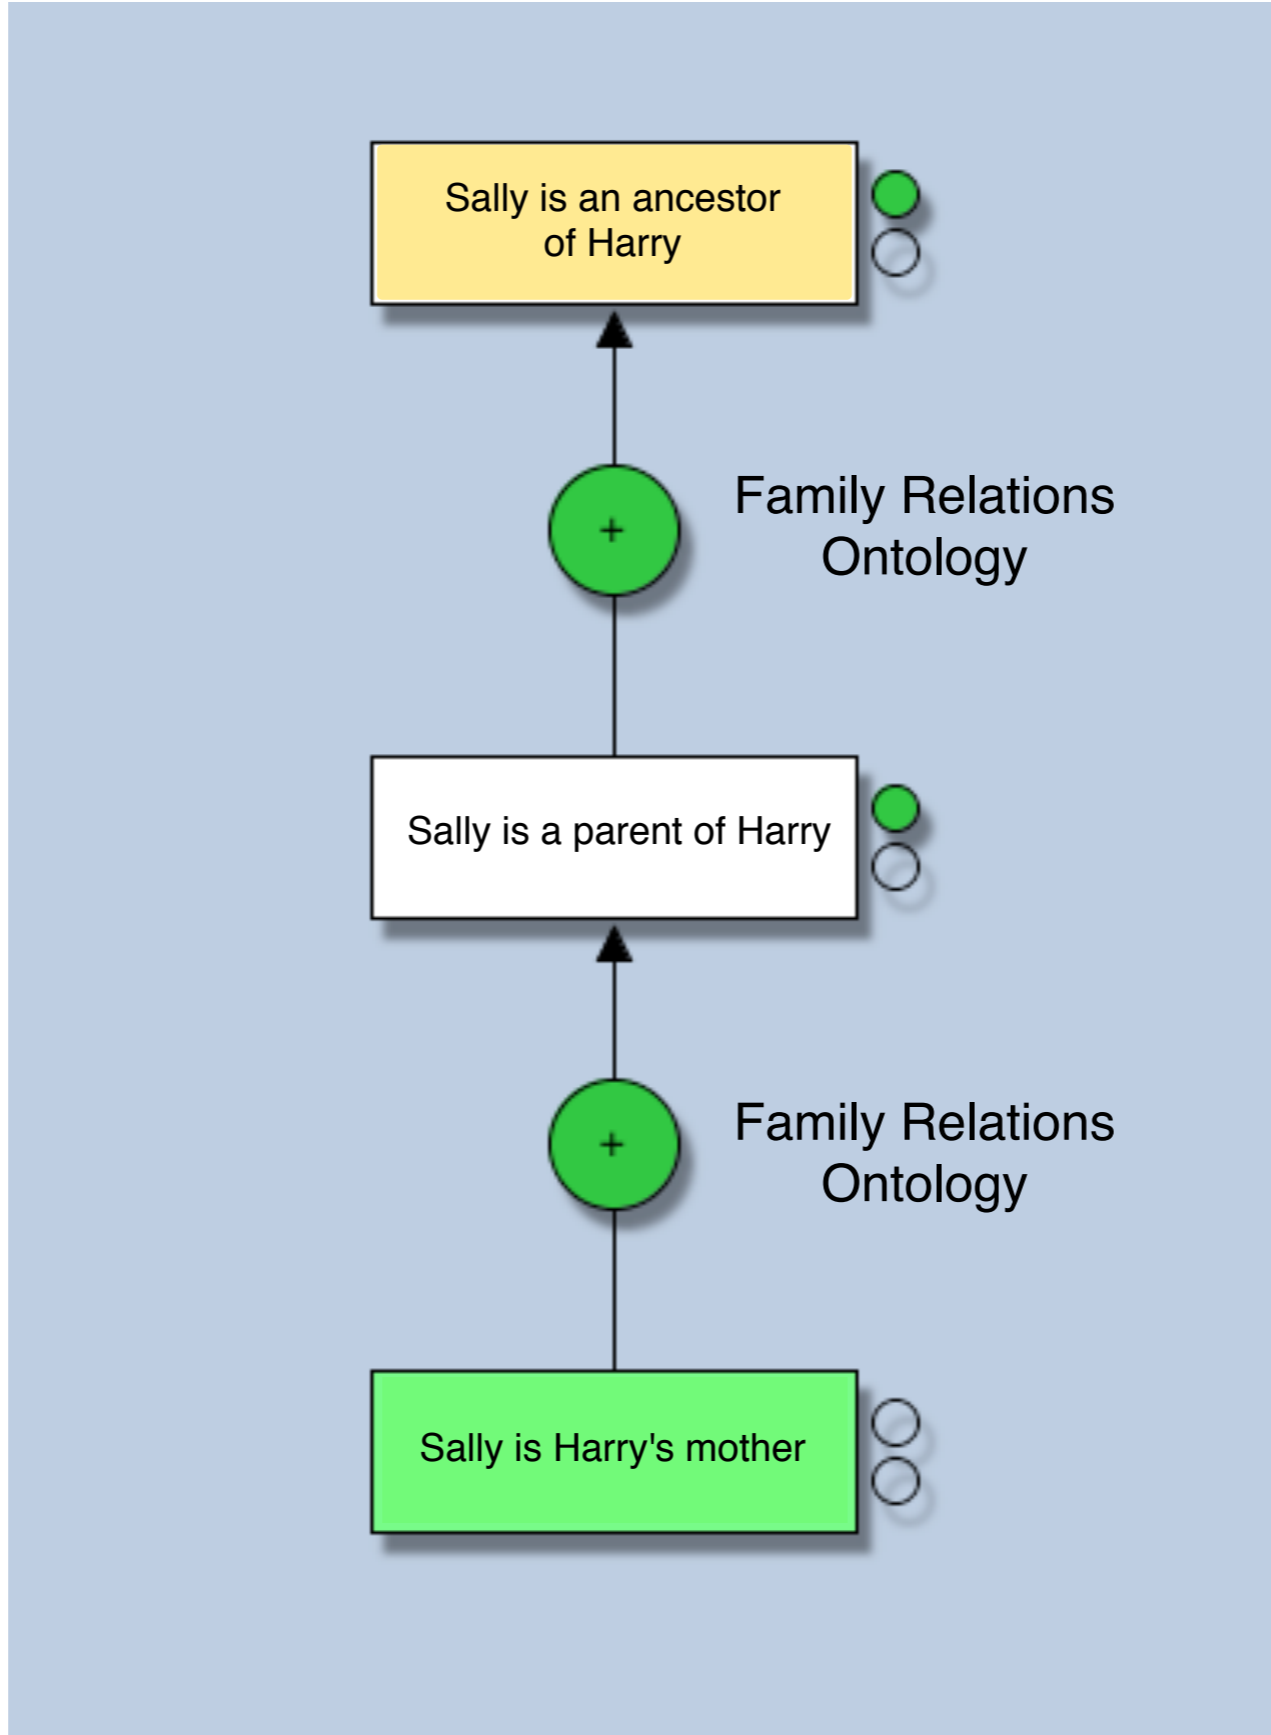 Sally is an ancestor
of Harry
+
Family Relations
Ontology
Sally is a parent of Harry
+
Family Relations
Ontology
Sally is Harry's mother